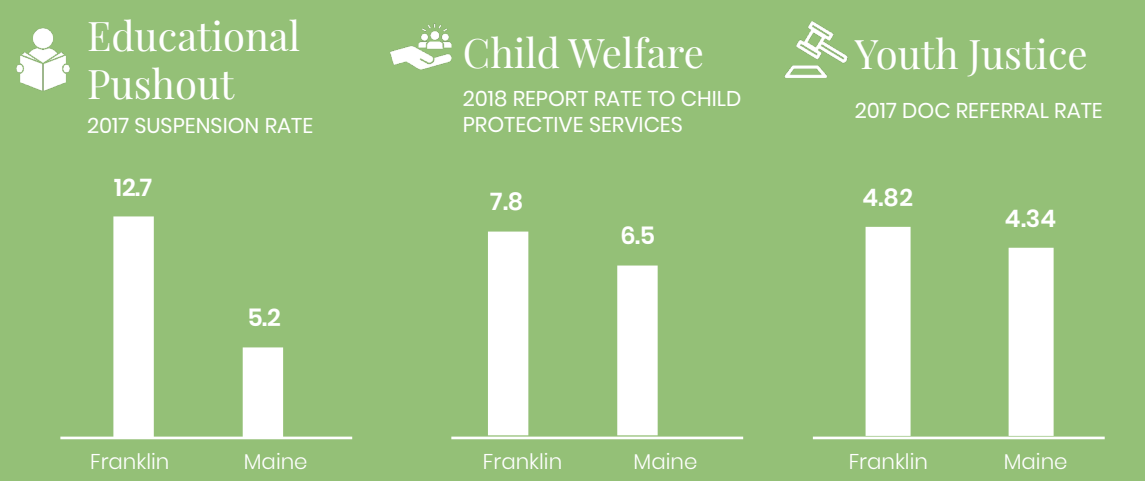 Educational
Pushout
2017 SUSPENSION RATE
12.7
5.2
Franklin
Maine
Child Welfare
2018 REPORT RATE TO CHILD
PROTECTIVE SERVICES
7.8
6.5
Franklin
Maine
Youth Justice
2017 DOC REFERRAL RATE
4.82
4.34
Franklin
Maine